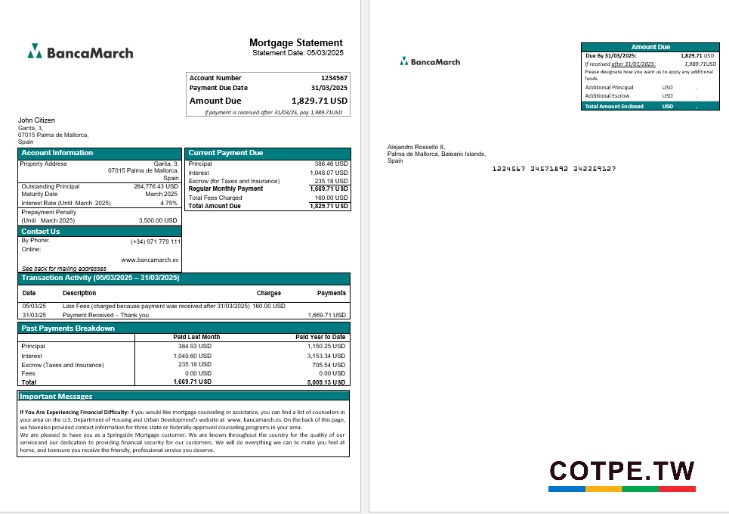 BancaMarch
Mortgage Statement
Statement Date: 05/03/2025
Account Number 1234567
Payment Due Date 31/03/2025
Amount Due 1,829.71 USD
If payment is received after 31/03/25, pay 1,989.71USD
John Citizen
Garita, 3,
07015 Palma de Mallorca,
Spain
Account Information
Property Address Garita, 3,
07015 Palma de Mallorca,
Spain
Outstanding Principal 264,776.43 USD
Maturity Date March 2025
Interest Rate (Until March 2025) 4.75%
Prepayment Penalty
(Until March 2025) 3,500.00 USD
Contact Us
By Phone: (+34) 971 779 111
Online:
www.bancamarch.es
See back for mailing addresses
Current Payment Due
Principal 386.46 USD
Interest 1,048.07 USD
Escrow (for Taxes and Insurance) 235.18 USD
Regular Monthly Payment 1,669.71 USD
Total Fees Charged 160.00 USD
Total Amount Due 1,829.71 USD
Transaction Activity (05/03/2025 – 31/03/2025)
Date Description Charges Payments
05/03/25 Late Fees (charged because payment was received after 31/03/2025) 160.00 USD
31/03/25 Payment Received – Thank you 1,669.71 USD
Past Payments Breakdown
Paid Last Month Paid Year to Date
Principal 384.93 USD 1,150.25 USD
Interest 1,049.60 USD 3,153.34 USD
Escrow (Taxes and Insurance) 235.18 USD 705.54 USD
Fees 0.00 USD 0.00 USD
Total 1,669.71 USD 5,009.13 USD
Important Messages
If You Are Experiencing Financial Difficulty: if you would like mortgage counseling or assistance, you can find a list of counselors in
your area on the U.S. Department of Housing and Urban Development's website at www.bancamarch.es. On the back of this page,
we havealso provided contact information for three state or federally-approved counseling programs in your area.
We are pleased to have you as a Springside Mortgage customer. We are known throughout the country for the quality of our
service and our dedication to providing financial security for our customers. We will do everything we can to make you feel at
home, and toensure you receive the friendly, professional service you deserve.
BancaMarch
Amount Due
Due By 31/03/2025: 1,829.71 USD
If received after 31/01/2025: 1,989.71USD
Please designate how you want us to apply any additional
funds.
Additional Principal USD -
Additional Escrow USD -
Total Amount Enclosed USD -
Alejandro Rossello 8,
Palma de Mallorca, Balearic Islands,
Spain
1234567 34571892 342359127
COTPE.TW